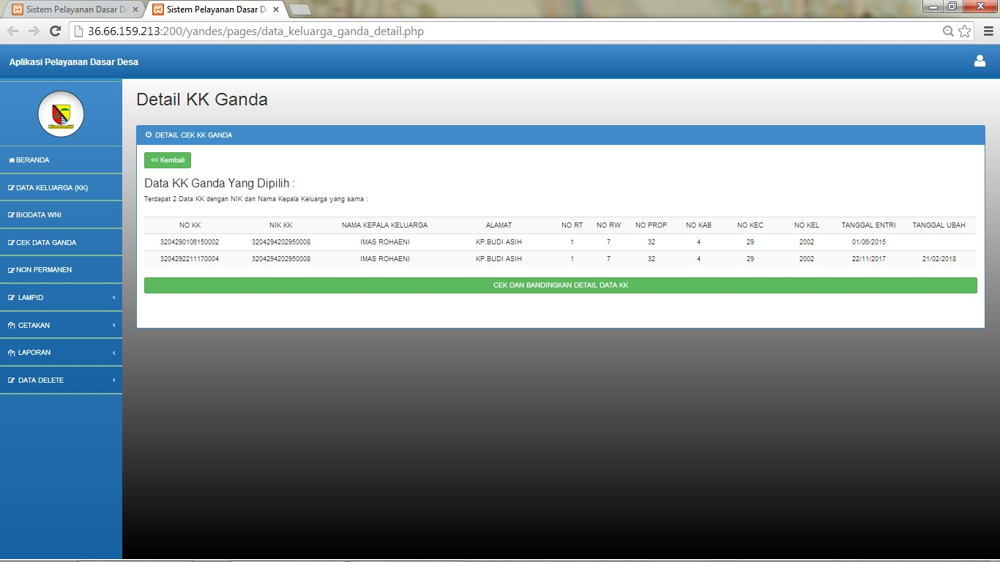 Sistem Pelayanan Dasar D
Sistem Pelayanan Dasar D
36.66.159.213:200/yandes/pages/data_keluarga_ganda_detail.php
Aplikasi Pelayanan Dasar Desa
BERANDA
DATA KELUARGA (KK)
BIODATA WNI
CEK DATA GANDA
NON PERMANEN
LAMPID
CETAKAN
LAPORAN
DATA DELETE
Detail KK Ganda
DETAIL CEK KK GANDA
<< Kembali
Data KK Ganda Yang Dipilih :
Terdapat 2 Data KK dengan NIK dan Nama Kepala Keluarga yang sama :
NO KK NIK KK NAMA KEPALA KELUARGA ALAMAT NO RT NO RW NO PROP NO KAB NO KEC NO KEL TANGGAL ENTRI TANGGAL UBAH
3204290106150002 3204294202950008 IMAS ROHAENI KP.BUDI ASIH 1 7 32 4 29 2002 01/06/2015
3204292211170004 3204294202950008 IMAS ROHAENI KP.BUDI ASIH 1 7 32 4 29 2002 22/11/2017 21/02/2018
CEK DAN BANDINGKAN DETAIL DATA KK